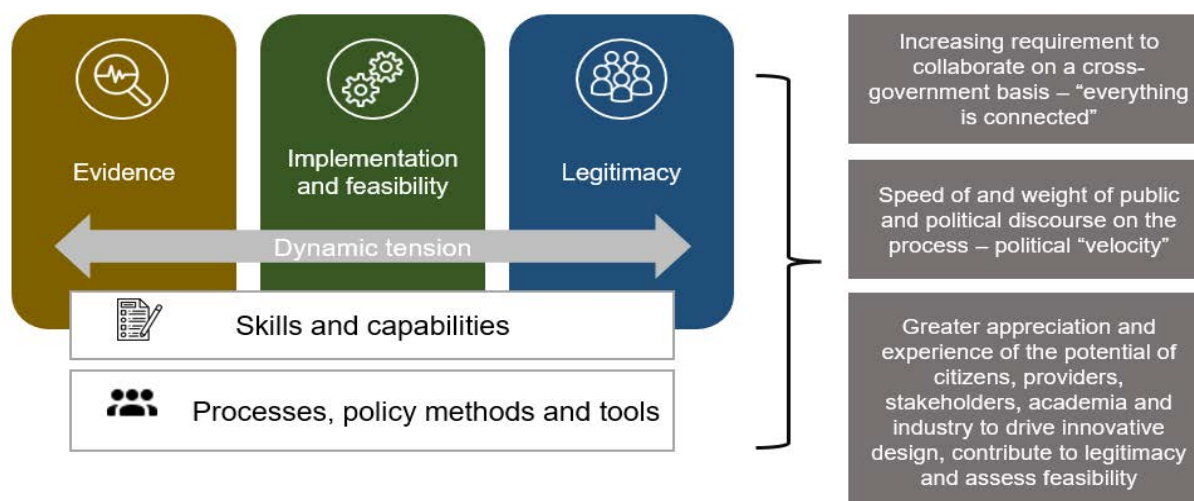 Evidence
Implementation
and feasibility
Legitimacy
Dynamic tension
Skills and capabilities
Processes, policy methods and tools
Increasing requirement to
collaborate on a cross-
government basis – “everything
is connected”
Speed of and weight of public
and political discourse on the
process – political “velocity”
Greater appreciation and
experience of the potential of
citizens, providers,
stakeholders, academia and
industry to drive innovative
design, contribute to legitimacy
and assess feasibility